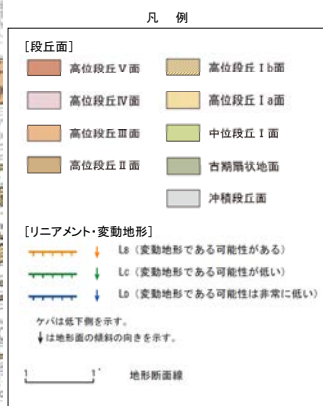 凡 例
[段丘面]
高位段丘Ⅴ面 高位段丘Ⅰb面
高位段丘Ⅳ面 高位段丘Ⅰa面
高位段丘Ⅲ面 中位段丘Ⅰ面
高位段丘Ⅱ面 古期扇状地面
沖積段丘面
[リニアメント・変動地形]
LB (変動地形である可能性がある)
LC (変動地形である可能性が低い)
LD (変動地形である可能性は非常に低い)
ケバは低下側を示す。
↓は地形面の傾斜の向きを示す。
1 1' 地形断面線